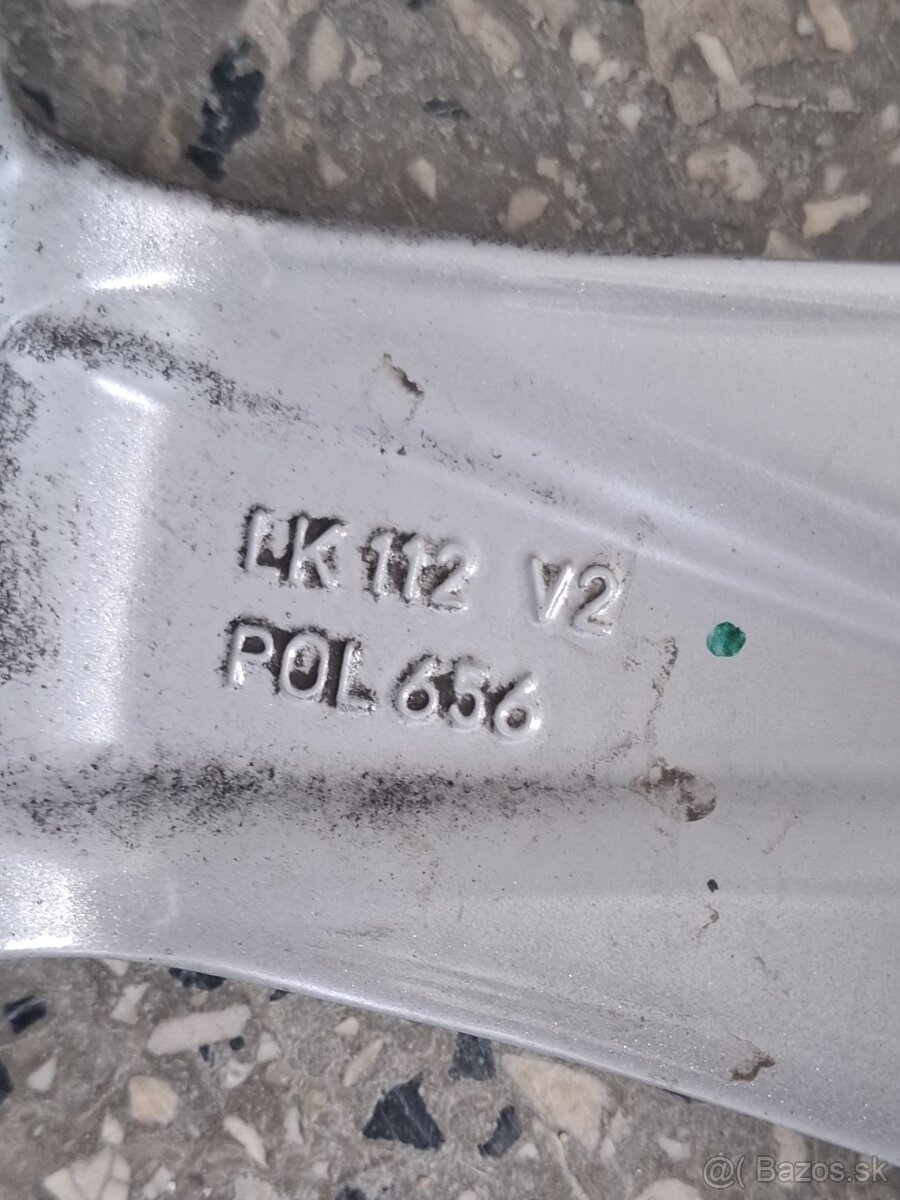 LK 112 V2
POL 656
@( Bazos.sk